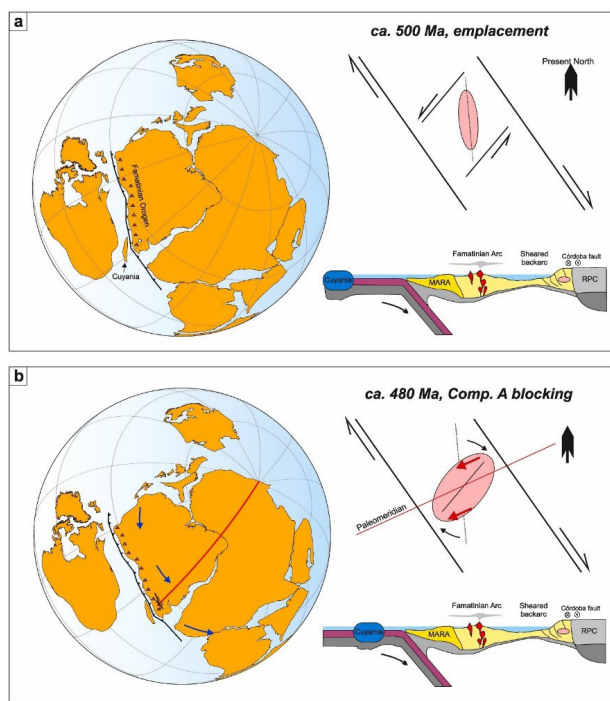 a
ca. 500 Ma, emplacement
Present North
Famatinian Orogen
Cuyania
Famatinian Arc
Sheared
backarc
Córdoba fault
Cuyania
MARA
RPC
b
ca. 480 Ma, Comp. A blocking
Paleomeridian
Famatinian Arc
Sheared
backarc
Córdoba fault
Cuyania
MARA
RPC